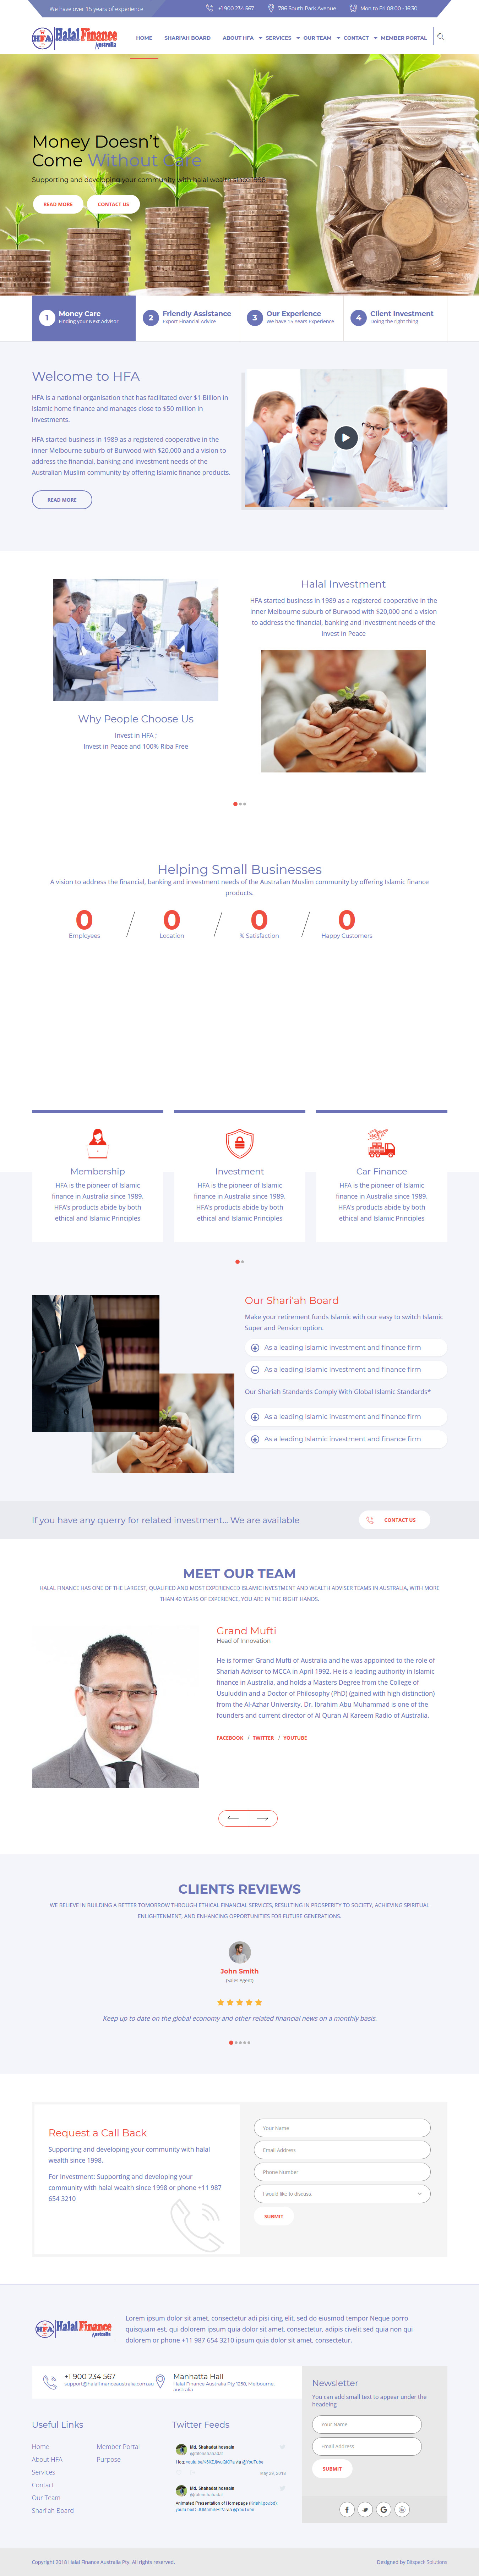 We have over 15 years of experience
+1 900 234 567
786 South Park Avenue
Mon to Fri 08:00 - 16:30
HFA Halal Finance
Australia
HOME
SHARI'AH BOARD
ABOUT HFA
SERVICES
OUR TEAM
CONTACT
MEMBER PORTAL
Money Doesn't
Come Without Care
Supporting and developing your community with halal wealth since 1998
READ MORE
CONTACT US
1
Money Care
Finding your Next Advisor
2
Friendly Assistance
Export Financial Advice
3
Our Experience
We have 15 Years Experience
4
Client Investment
Doing the right thing
Welcome to HFA
HFA is a national organisation that has facilitated over $1 Billion in
Islamic home finance and manages close to $50 million in
investments.
HFA started business in 1989 as a registered cooperative in the
inner Melbourne suburb of Burwood with $20,000 and a vision to
address the financial, banking and investment needs of the
Australian Muslim community by offering Islamic finance products.
READ MORE
Why People Choose Us
Invest in HFA ;
Invest in Peace and 100% Riba Free
Halal Investment
HFA started business in 1989 as a registered cooperative in the
inner Melbourne suburb of Burwood with $20,000 and a vision
to address the financial, banking and investment needs of the
Invest in Peace
Helping Small Businesses
A vision to address the financial, banking and investment needs of the Australian Muslim community by offering Islamic finance
products.
0
Employees
0
Location
0
% Satisfaction
0
Happy Customers
Membership
HFA is the pioneer of Islamic
finance in Australia since 1989.
HFA's products abide by both
ethical and Islamic Principles
Investment
HFA is the pioneer of Islamic
finance in Australia since 1989.
HFA's products abide by both
ethical and Islamic Principles
Car Finance
HFA is the pioneer of Islamic
finance in Australia since 1989.
HFA's products abide by both
ethical and Islamic Principles
Our Shari'ah Board
Make your retirement funds Islamic with our easy to switch Islamic
Super and Pension option.
As a leading Islamic investment and finance firm
As a leading Islamic investment and finance firm
Our Shariah Standards Comply With Global Islamic Standards*
As a leading Islamic investment and finance firm
As a leading Islamic investment and finance firm
If you have any querry for related investment... We are available
CONTACT US
MEET OUR TEAM
HALAL FINANCE HAS ONE OF THE LARGEST, QUALIFIED AND MOST EXPERIENCED ISLAMIC INVESTMENT AND WEALTH ADVISER TEAMS IN AUSTRALIA, WITH MORE
THAN 40 YEARS OF EXPERIENCE, YOU ARE IN THE RIGHT HANDS.
Grand Mufti
Head of Innovation
He is former Grand Mufti of Australia and he was appointed to the role of
Shariah Advisor to MCCA in April 1992. He is a leading authority in Islamic
finance in Australia, and holds a Masters Degree from the College of
Usuluddin and a Doctor of Philosophy (PhD) (gained with high distinction)
from the Al-Azhar University. Dr. Ibrahim Abu Muhammad is one of the
founders and current director of Al Quran Al Kareem Radio of Australia.
FACEBOOK / TWITTER / YOUTUBE
CLIENTS REVIEWS
WE BELIEVE IN BUILDING A BETTER TOMORROW THROUGH ETHICAL FINANCIAL SERVICES, RESULTING IN PROSPERITY TO SOCIETY, ACHIEVING SPIRITUAL
ENLIGHTENMENT, AND ENHANCING OPPORTUNITIES FOR FUTURE GENERATIONS.
John Smith
(Sales Agent)
Keep up to date on the global economy and other related financial news on a monthly basis.
Request a Call Back
Supporting and developing your community with halal
wealth since 1998.
For Investment: Supporting and developing your
community with halal wealth since 1998 or phone +11 987
654 3210
Your Name
Email Address
Phone Number
I would like to discuss:
SUBMIT
HFA Halal Finance
Australia
Lorem ipsum dolor sit amet, consectetur adi pisi cing elit, sed do eiusmod tempor Neque porro
quisquam est, qui dolorem ipsum quia dolor sit amet, consectetur, adipis civelit sed quia non qui
dolorem or phone +11 987 654 3210 ipsum quia dolor sit amet, consectetur.
+1 900 234 567
support@halalfinanceaustralia.com.au
Manhatta Hall
Halal Finance Australia Pty 1258, Melbourne,
australia
Useful Links
Home
About HFA
Services
Contact
Our Team
Shari'ah Board
Member Portal
Purpose
Twitter Feeds
Md. Shahadat hossain
via @YouTube
May 25, 2018
Md. Shahadat hossain
Animated Presentation of Homepage
via @YouTube
Newsletter
You can add small text to appear under the
headeing
Your Name
Email Address
SUBMIT
Copyright 2018 Halal Finance Australia Pty. All rights reserved.
Designed by Bitspeck Solutions